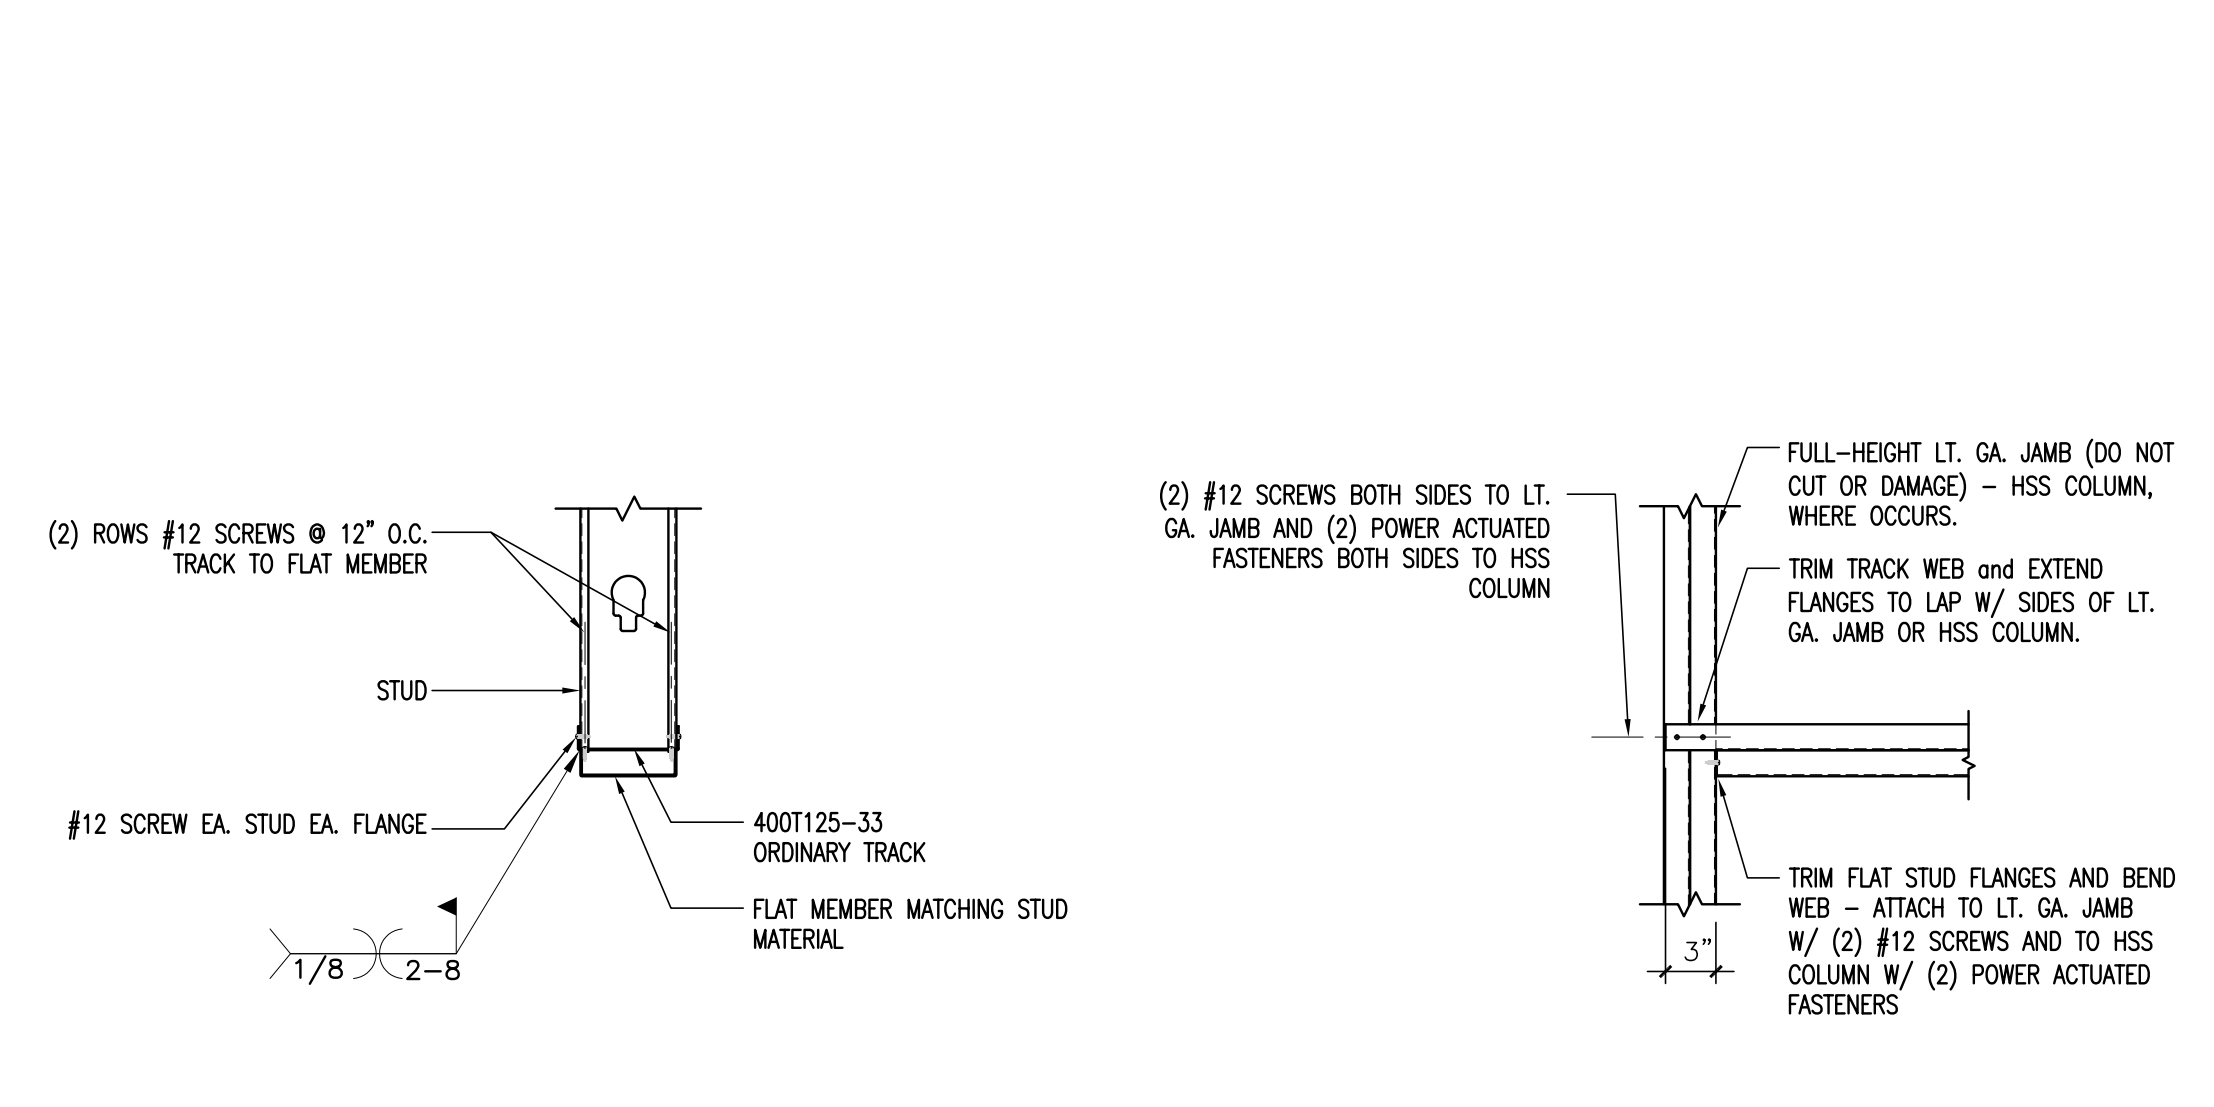 (2) ROWS #12 SCREWS @ 12" O.C.
TRACK TO FLAT MEMBER
STUD
#12 SCREW EA. STUD EA. FLANGE
1/8
2-8
400T125-33
ORDINARY TRACK
FLAT MEMBER MATCHING STUD
MATERIAL
(2) #12 SCREWS BOTH SIDES TO LT.
GA. JAMB AND (2) POWER ACTUATED
FASTENERS BOTH SIDES TO HSS
COLUMN
FULL-HEIGHT LT. GA. JAMB (DO NOT
CUT OR DAMAGE) - HSS COLUMN,
WHERE OCCURS.
TRIM TRACK WEB and EXTEND
FLANGES TO LAP W/ SIDES OF LT.
GA. JAMB OR HSS COLUMN.
TRIM FLAT STUD FLANGES AND BEND
WEB - ATTACH TO LT. GA. JAMB
W/ (2) #12 SCREWS AND TO HSS
COLUMN W/ (2) POWER ACTUATED
FASTENERS
3"